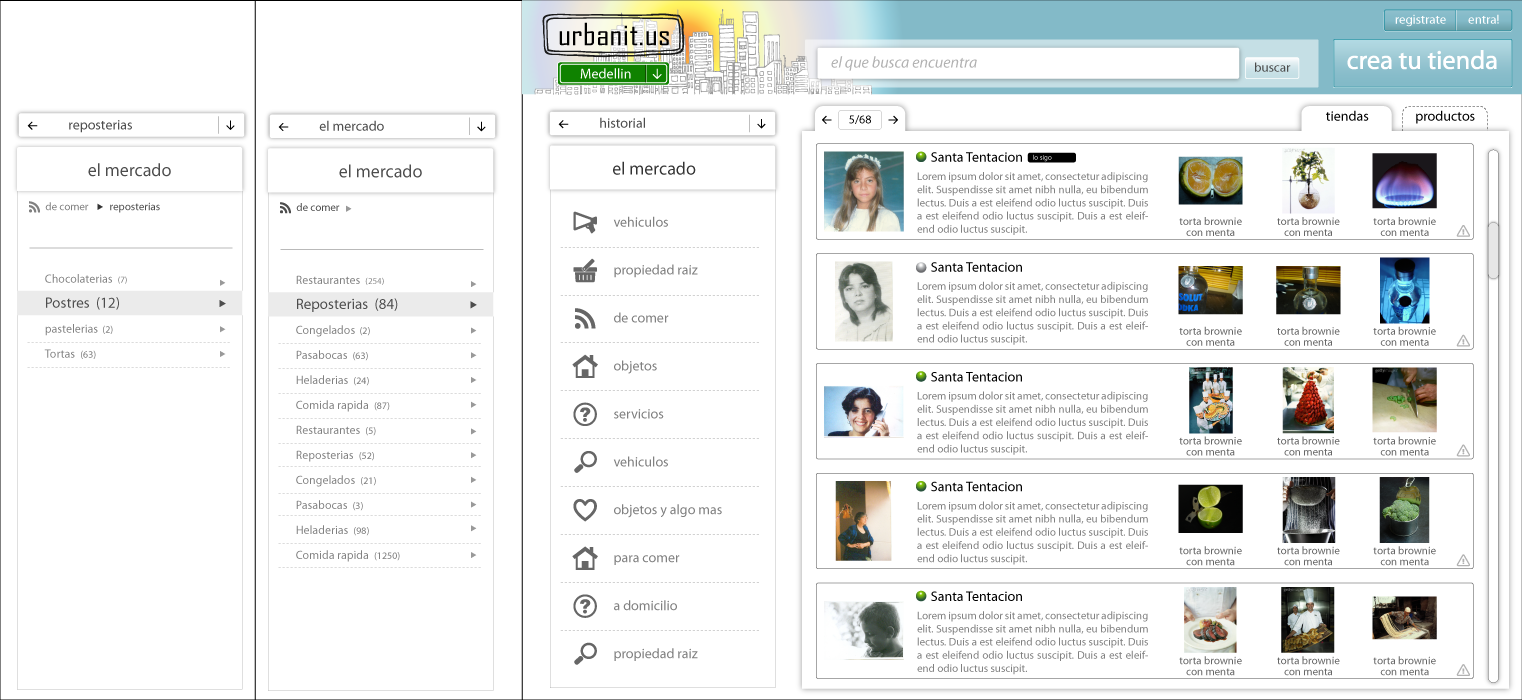 reposterias
el mercado
de comer reposterias
Chocolaterias (7)
Postres (12)
pastelerias (2)
Tortas (63)
el mercado
el mercado
de comer
Restaurantes (254)
Reposterias (84)
Congelados (2)
Pasabocas (63)
Heladerias (24)
Comida rapida (87)
Restaurantes (5)
Reposterias (52)
Congelados (21)
Pasabocas (3)
Heladerias (98)
Comida rapida (1250)
urbanit.us
Medellin
el que busca encuentra
buscar
registrate
entra!
crea tu tienda
historial
el mercado
vehiculos
propiedad raiz
de comer
objetos
servicios
vehiculos
objetos y algo mas
para comer
a domicilio
propiedad raiz
5/68
tiendas
productos
Santa Tentacion lo sigo
Lorem ipsum dolor sit amet, consectetur adipiscing
elit. Suspendisse sit amet nibh nulla, eu bibendum
lectus. Duis a est eleifend odio luctus suscipit. Duis
a est eleifend odio luctus suscipit. Duis a est eleif-
end odio luctus suscipit.
torta brownie
con menta
torta brownie
con menta
torta brownie
con menta
Santa Tentacion
Lorem ipsum dolor sit amet, consectetur adipiscing
elit. Suspendisse sit amet nibh nulla, eu bibendum
lectus. Duis a est eleifend odio luctus suscipit. Duis
a est eleifend odio luctus suscipit. Duis a est eleif-
end odio luctus suscipit.
torta brownie
con menta
torta brownie
con menta
torta brownie
con menta
Santa Tentacion
Lorem ipsum dolor sit amet, consectetur adipiscing
elit. Suspendisse sit amet nibh nulla, eu bibendum
lectus. Duis a est eleifend odio luctus suscipit. Duis
a est eleifend odio luctus suscipit. Duis a est eleif-
end odio luctus suscipit.
torta brownie
con menta
torta brownie
con menta
torta brownie
con menta
Santa Tentacion
Lorem ipsum dolor sit amet, consectetur adipiscing
elit. Suspendisse sit amet nibh nulla, eu bibendum
lectus. Duis a est eleifend odio luctus suscipit. Duis
a est eleifend odio luctus suscipit. Duis a est eleif-
end odio luctus suscipit.
torta brownie
con menta
torta brownie
con menta
torta brownie
con menta
Santa Tentacion
Lorem ipsum dolor sit amet, consectetur adipiscing
elit. Suspendisse sit amet nibh nulla, eu bibendum
lectus. Duis a est eleifend odio luctus suscipit. Duis
a est eleifend odio luctus suscipit. Duis a est eleif-
end odio luctus suscipit.
torta brownie
con menta
torta brownie
con menta
torta brownie
con menta